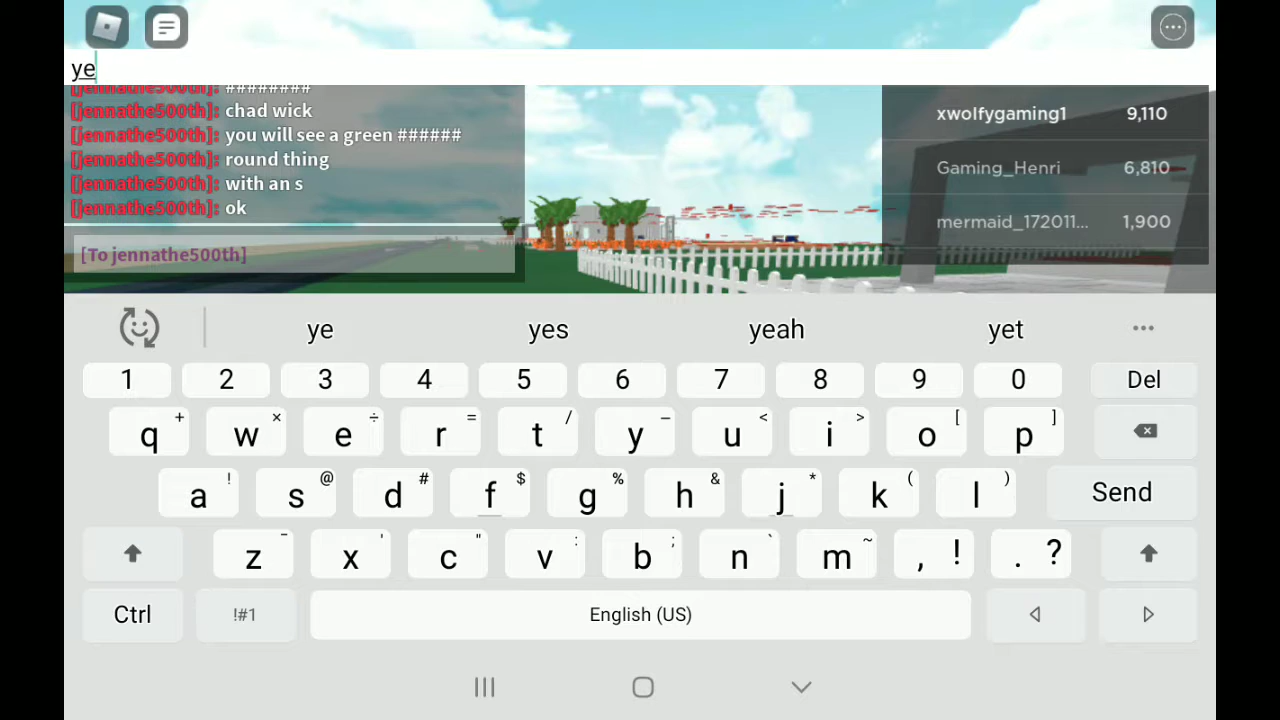 ye
[jennathe500th]: ########
[jennathe500th]: chad wick
[jennathe500th]: you will see a green ######
[jennathe500th]: round thing
[jennathe500th]: with an s
[jennathe500th]: ok
[To jennathe500th]
xwolfygaming1 9,110
Gaming_Henri 6,810
mermaid_172011... 1,900
ye yes yeah yet ...
1 2 3 4 5 6 7 8 9 0 Del
+ × ÷ = / – < > [ ]
q w e r t y u i o p
! @ # $ % & * ( )
a s d f g h j k l Send
- ' " : ; ` ~
z x c v b n m , ! . ?
Ctrl !#1 English (US)